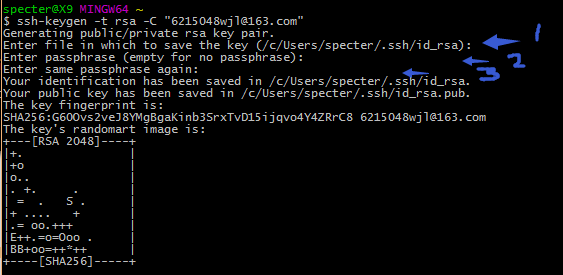 specter@X9 MINGW64 ~
$ ssh-keygen -t rsa -C "6215048wjl@163.com"
Generating public/private rsa key pair.
Enter file in which to save the key (/c/Users/specter/.ssh/id_rsa): 1
Enter passphrase (empty for no passphrase): 2
Enter same passphrase again: 3
Your identification has been saved in /c/Users/specter/.ssh/id_rsa.
Your public key has been saved in /c/Users/specter/.ssh/id_rsa.pub.
The key fingerprint is:
SHA256:G6OOvs2veJ8YMgBgaKinb3SrxTvD15ijqvo4Y4ZRrC8 6215048wjl@163.com
The key's randomart image is:
+---[RSA 2048]----+
|+.               |
|+o               |
|o..              |
|. +.     .       |
| =  .   S .      |
|+ ....   +       |
|.= oo.+++        |
|E++.=o=Ooo .     |
|BB+oo=++*++      |
+----[SHA256]-----+